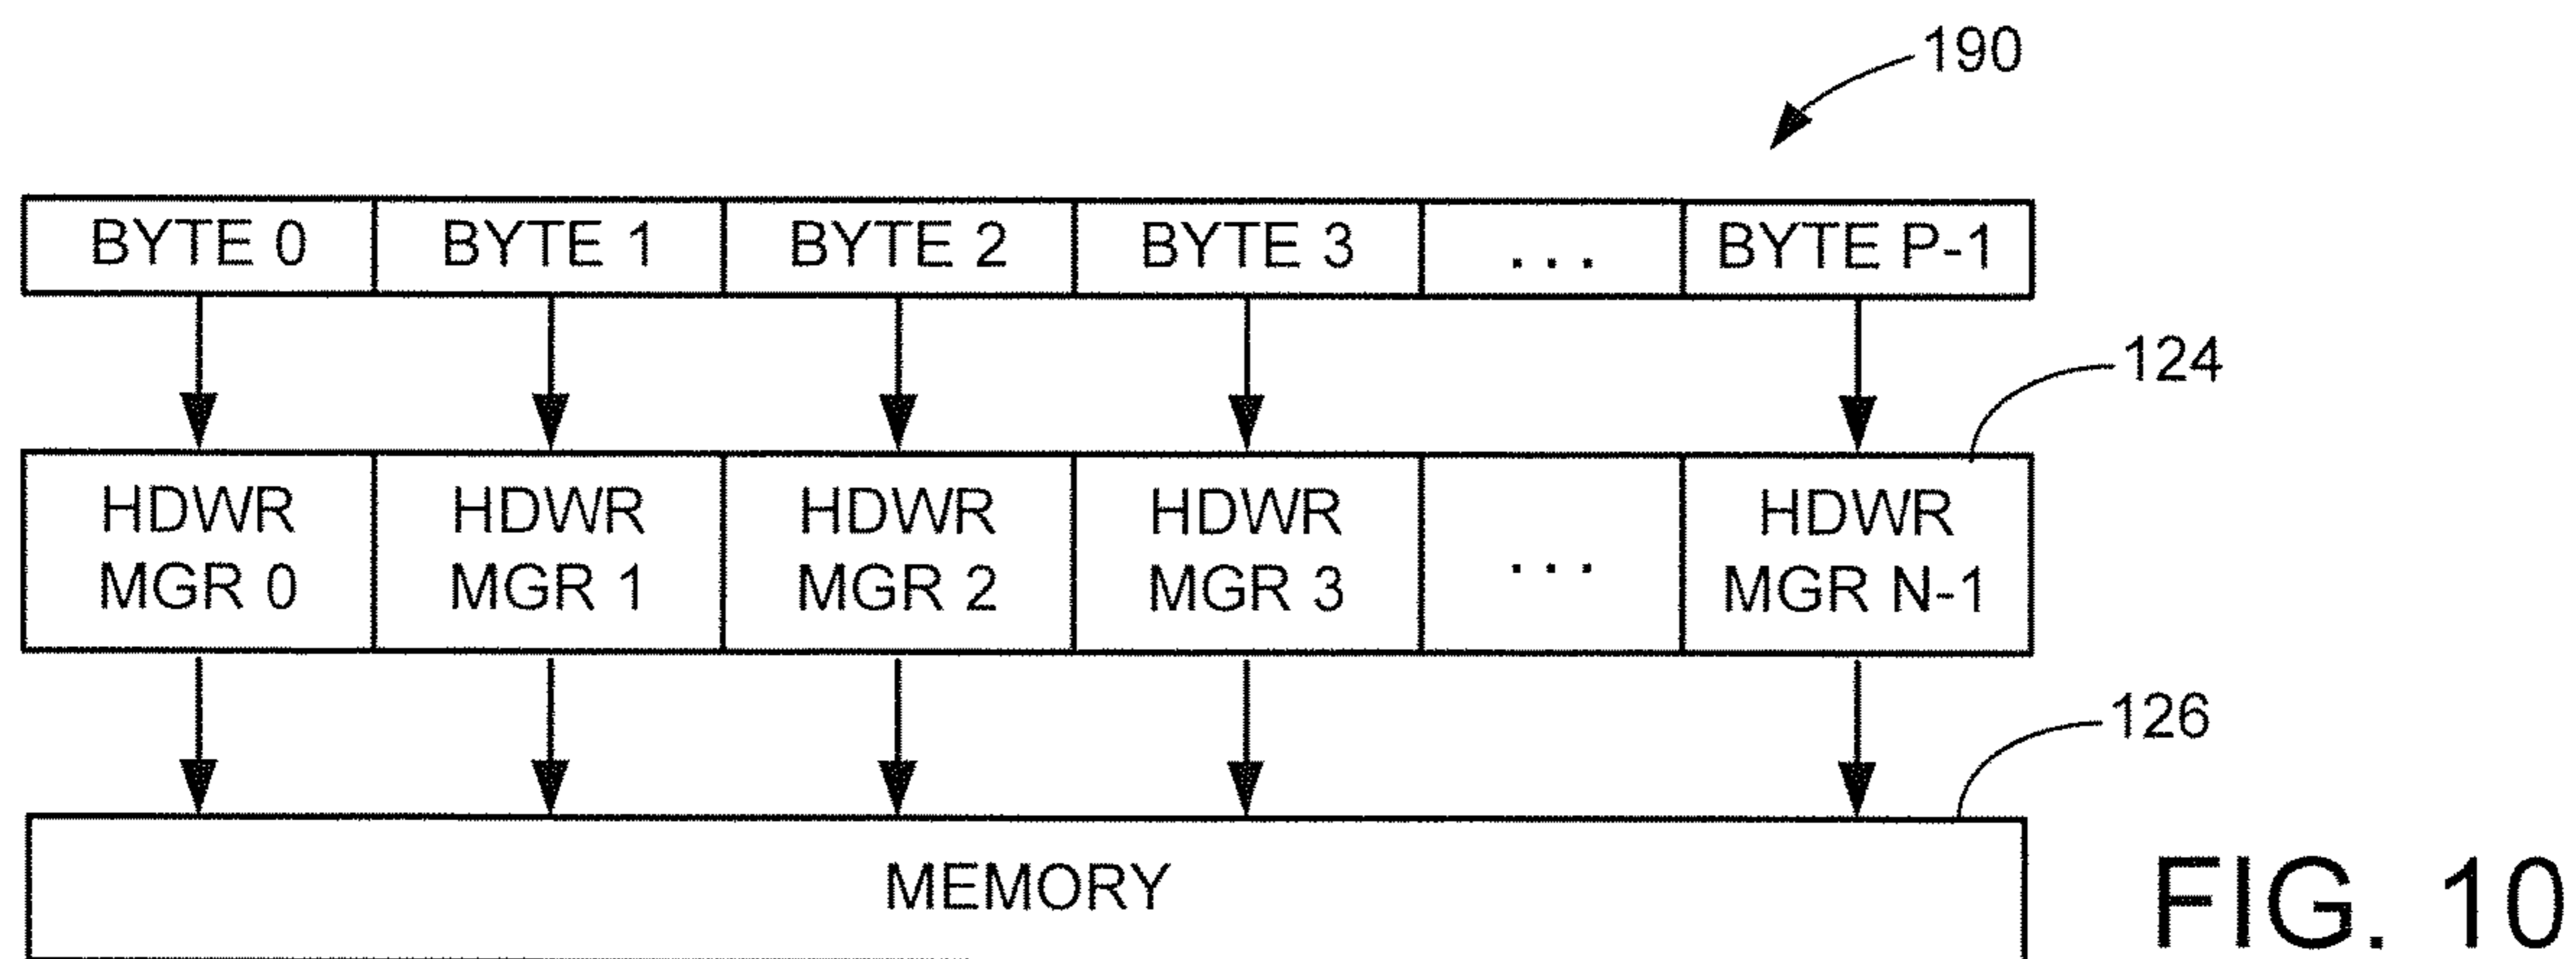 190
BYTE 0 BYTE 1 BYTE 2 BYTE 3 ... BYTE P-1
124
HDWR MGR 0 HDWR MGR 1 HDWR MGR 2 HDWR MGR 3 ... HDWR MGR N-1
126
MEMORY
FIG. 10